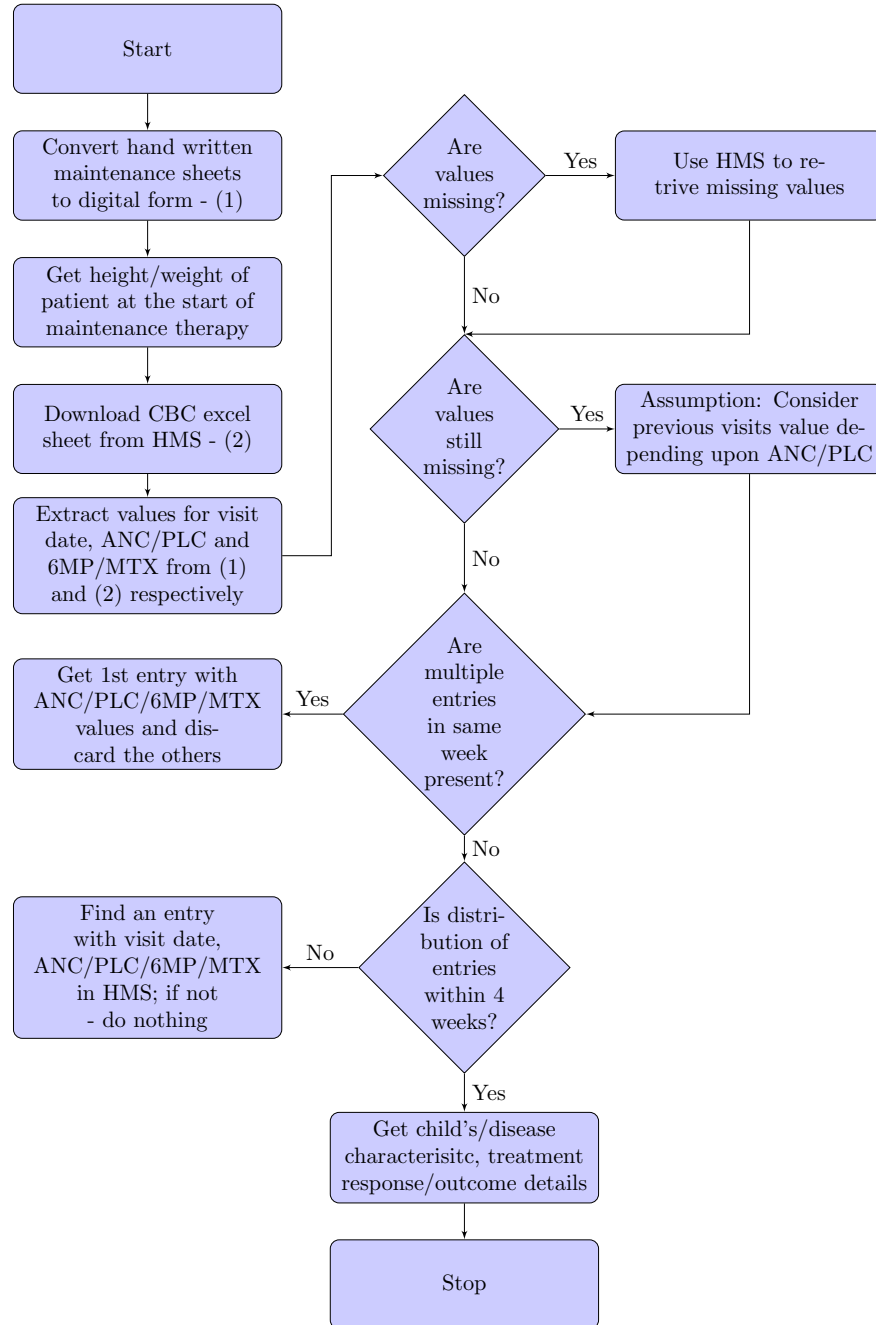 Start
Convert hand written
maintenance sheets
to digital form - (1)
Get height/weight of
patient at the start of
maintenance therapy
Download CBC excel
sheet from HMS - (2)
Extract values for visit
date, ANC/PLC and
6MP/MTX from (1)
and (2) respectively
Are
values
missing?
Yes
Use HMS to re-
trive missing values
No
Are
values
still
missing?
Yes
Assumption: Consider
previous visits value de-
pending upon ANC/PLC
No
Are
multiple
entries
in same
week
present?
Yes
Get 1st entry with
ANC/PLC/6MP/MTX
values and dis-
card the others
No
Is distri-
bution of
entries
within 4
weeks?
No
Find an entry
with visit date,
ANC/PLC/6MP/MTX
in HMS; if not
- do nothing
Yes
Get child's/disease
characterisitc, treatment
response/outcome details
Stop